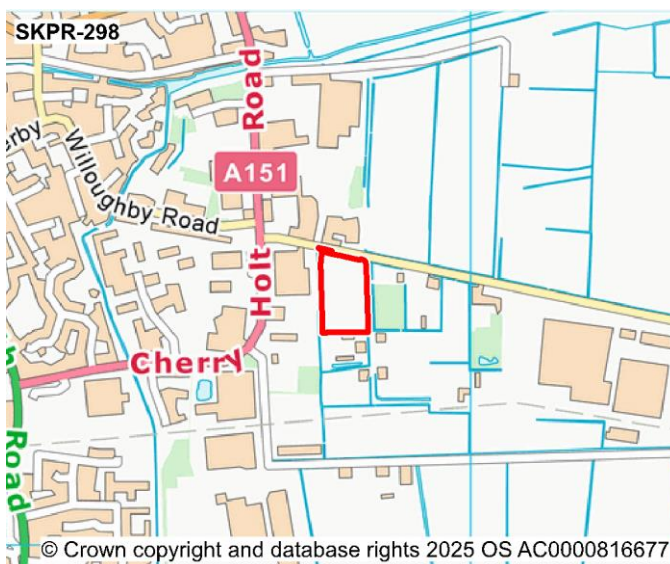 SKPR-298
Road
A151
erby
Willoughby Road
Holt
Cherry
n
Road
© Crown copyright and database rights 2025 OS AC0000816677